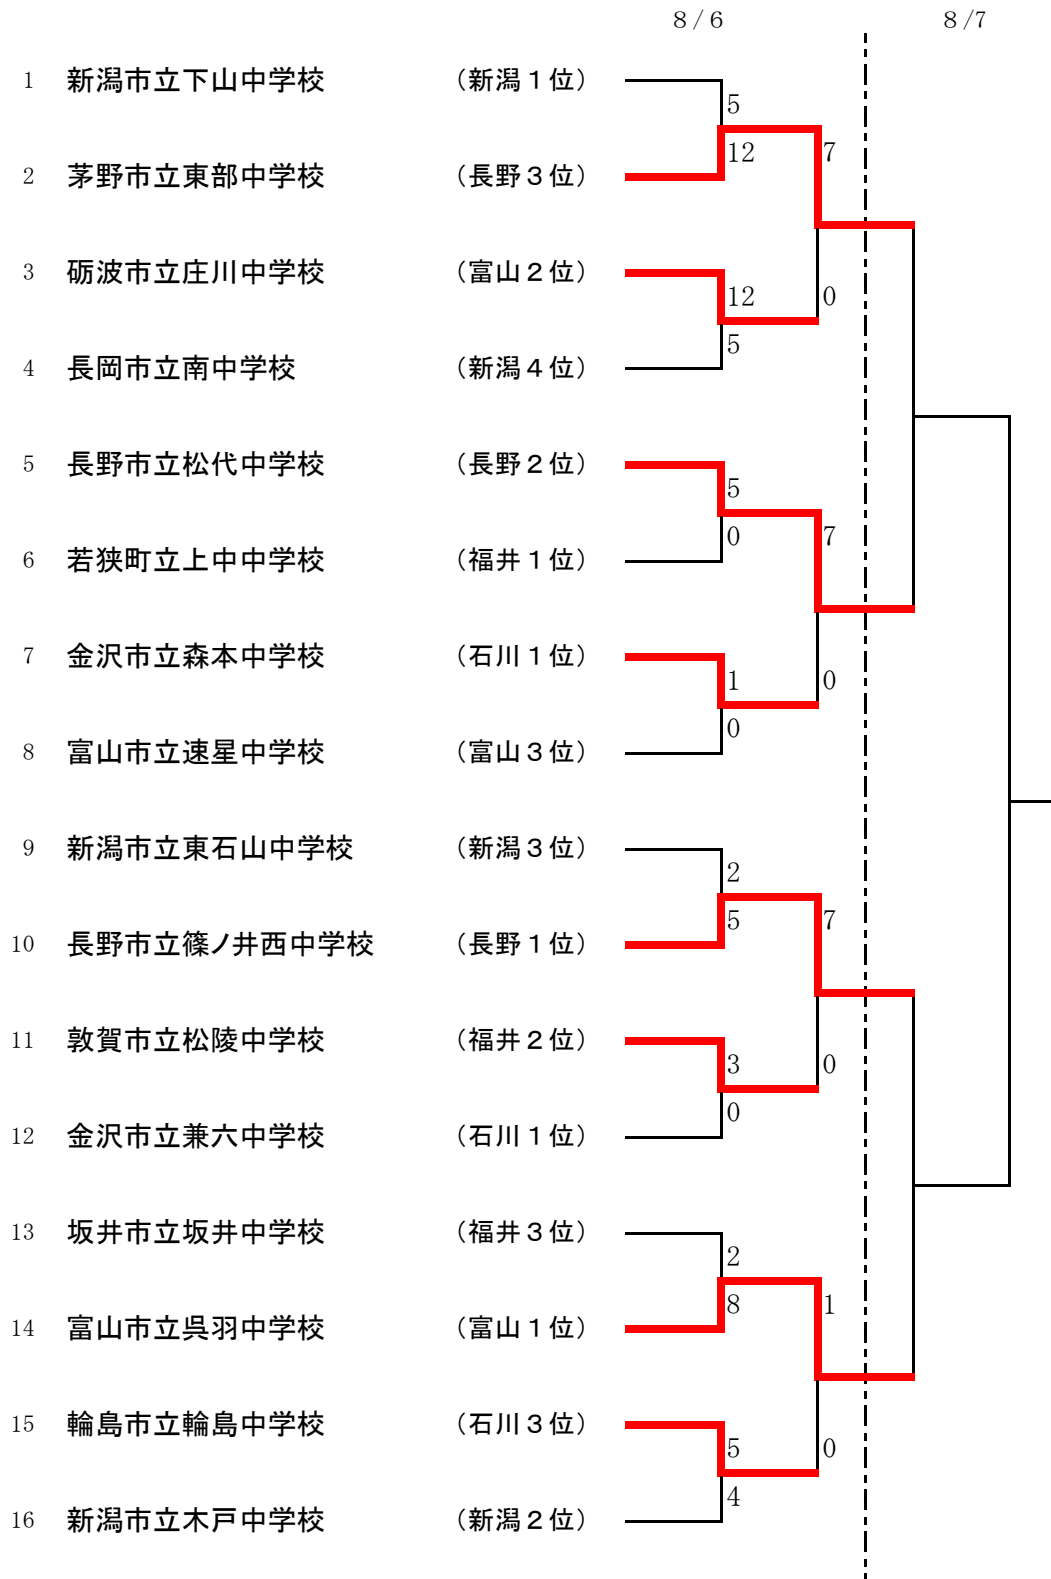 8/6 8/7
1 新潟市立下山中学校 （新潟１位）
5
12 7
2 茅野市立東部中学校 （長野３位）
3 砺波市立庄川中学校 （富山２位）
12 0
5
4 長岡市立南中学校 （新潟４位）
5 長野市立松代中学校 （長野２位）
5
0 7
6 若狭町立上中中学校 （福井１位）
7 金沢市立森本中学校 （石川１位）
1 0
0
8 富山市立速星中学校 （富山３位）
9 新潟市立東石山中学校 （新潟３位）
2
5 7
10 長野市立篠ノ井西中学校 （長野１位）
11 敦賀市立松陵中学校 （福井２位）
3 0
0
12 金沢市立兼六中学校 （石川１位）
13 坂井市立坂井中学校 （福井３位）
2
8 1
14 富山市立呉羽中学校 （富山１位）
15 輪島市立輪島中学校 （石川３位）
5 0
4
16 新潟市立木戸中学校 （新潟２位）